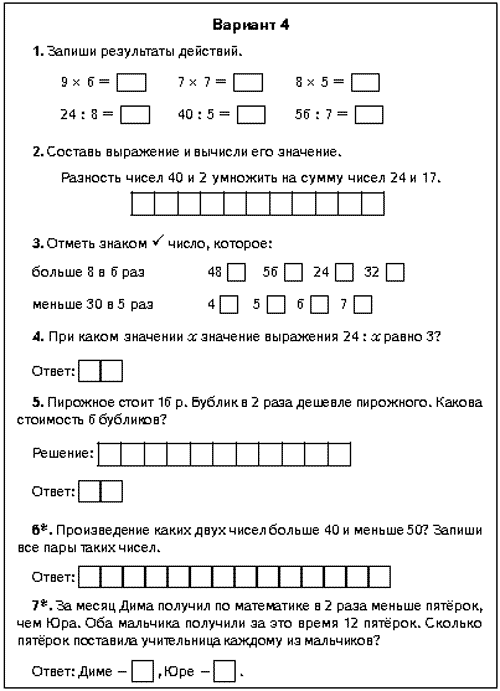 Вариант 4
1. Запиши результаты действий.
9 × 6 = 7 × 7 = 8 × 5 =
24 : 8 = 40 : 5 = 56 : 7 =
2. Составь выражение и вычисли его значение.
Разность чисел 40 и 2 умножить на сумму чисел 24 и 17.
3. Отметь знаком ✓ число, которое:
больше 8 в 6 раз 48 56 24 32
меньше 30 в 5 раз 4 5 6 7
4. При каком значении x значение выражения 24 : x равно 3?
Ответ:
5. Пирожное стоит 16 р. Бублик в 2 раза дешевле пирожного. Какова
стоимость 6 бубликов?
Решение:
Ответ:
6*. Произведение каких двух чисел больше 40 и меньше 50? Запиши
все пары таких чисел.
Ответ:
7*. За месяц Дима получил по математике в 2 раза меньше пятёрок,
чем Юра. Оба мальчика получили за это время 12 пятёрок. Сколько
пятёрок поставила учительница каждому из мальчиков?
Ответ: Диме – , Юре – .